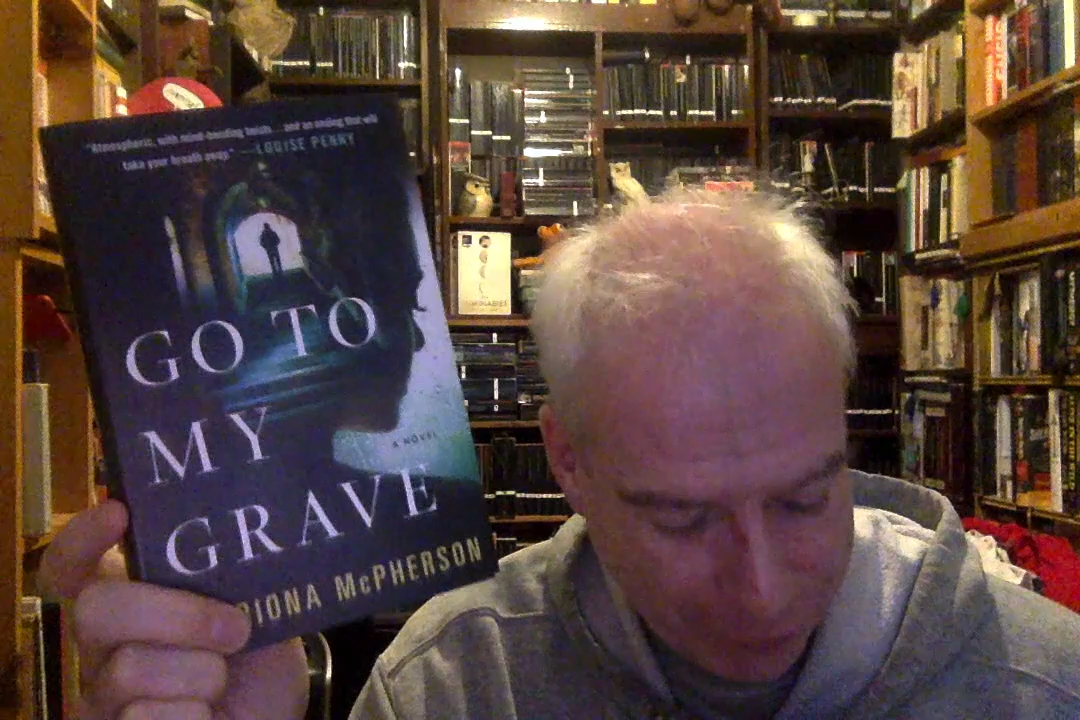 "Atmospheric, with mind-bending twists ... and an ending that will
take your breath away." —LOUISE PENNY
GO TO
MY
A NOVEL
GRAVE
RIONA McPHERSON